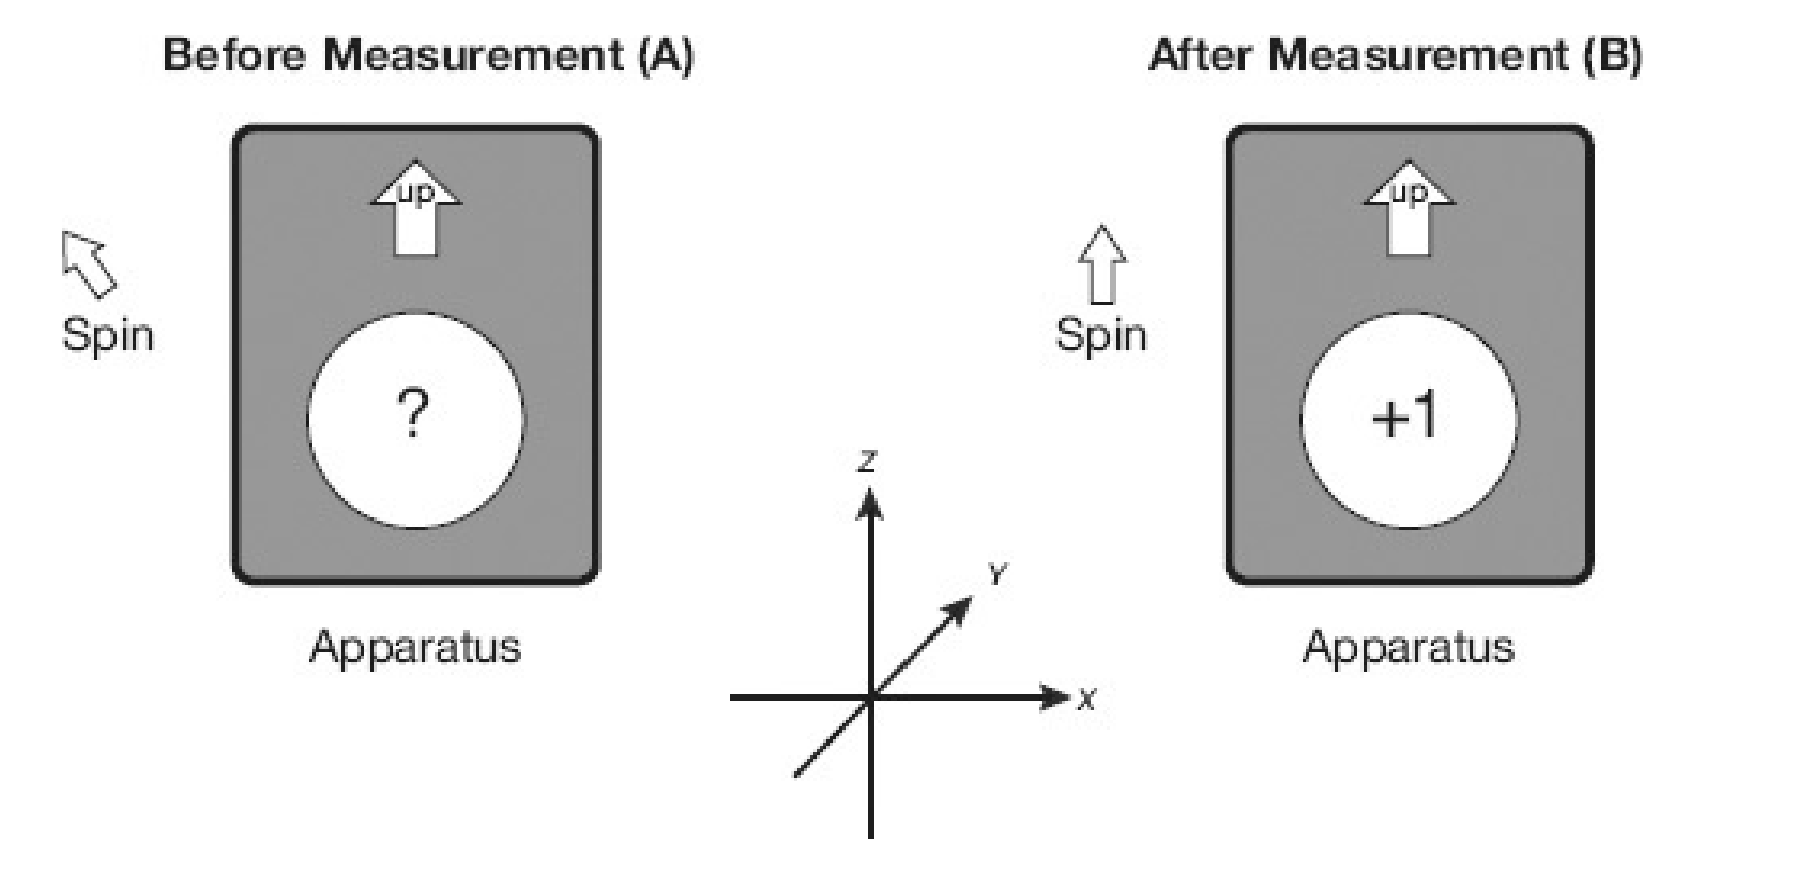 Before Measurement (A)
up
Spin
?
Apparatus
After Measurement (B)
up
Spin
+1
Apparatus
Z
Y
X